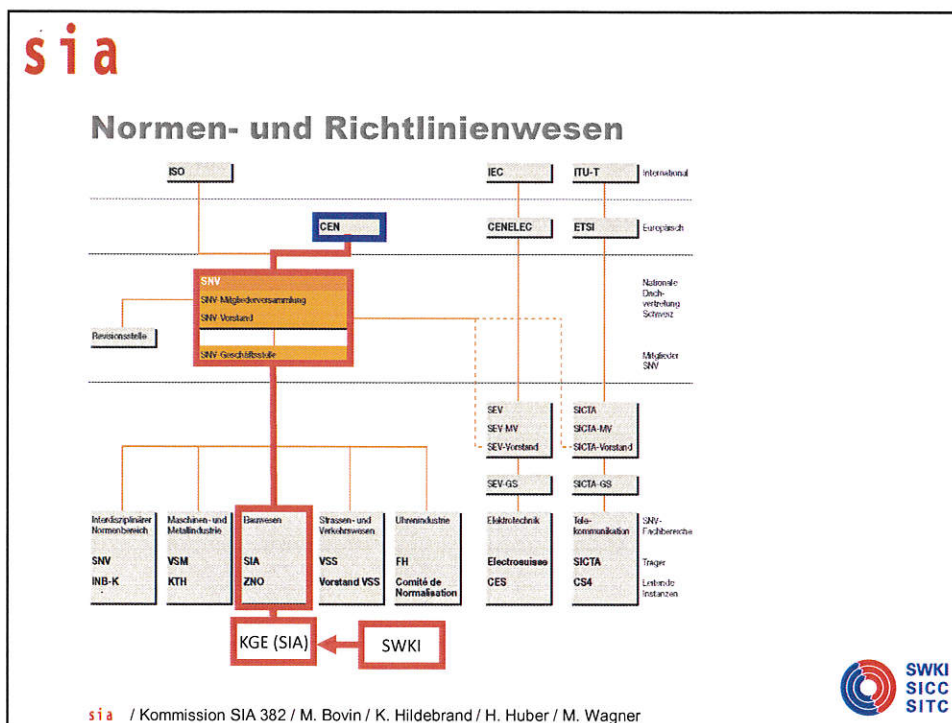 sia
Normen- und Richtlinienwesen
ISO
IEC
ITU-T
International
CEN
CENELEC
ETSI
Europäisch
SNV
SNV-Mitgliederversammlung
SNV-Vorstand
SNV-Geschäftsstelle
Revisionsstelle
Nationale
Dach-
vertretung
Schweiz
Mitglieder
SNV
SEV
SEV-MV
SEV-Vorstand
SICTA
SICTA-MV
SICTA-Vorstand
SEV-GS
SICTA-GS
Interdisziplinärer
Normenbereich
SNV
INB-K
Maschinen- und
Metallindustrie
VSM
KTH
Bauwesen
SIA
ZNO
Strassen- und
Verkehrswesen
VSS
Vorstand VSS
Uhrenindustrie
FH
Comité de
Normalisation
Elektrotechnik
Electrosuisse
CES
Tele-
kommunikation
SICTA
CS4
SNV-
Fachbereiche
Träger
Leitende
Instanzen
KGE (SIA)
SWKI
sia / Kommission SIA 382 / M. Bovin / K. Hildebrand / H. Huber / M. Wagner
SWKI
SICC
SITC